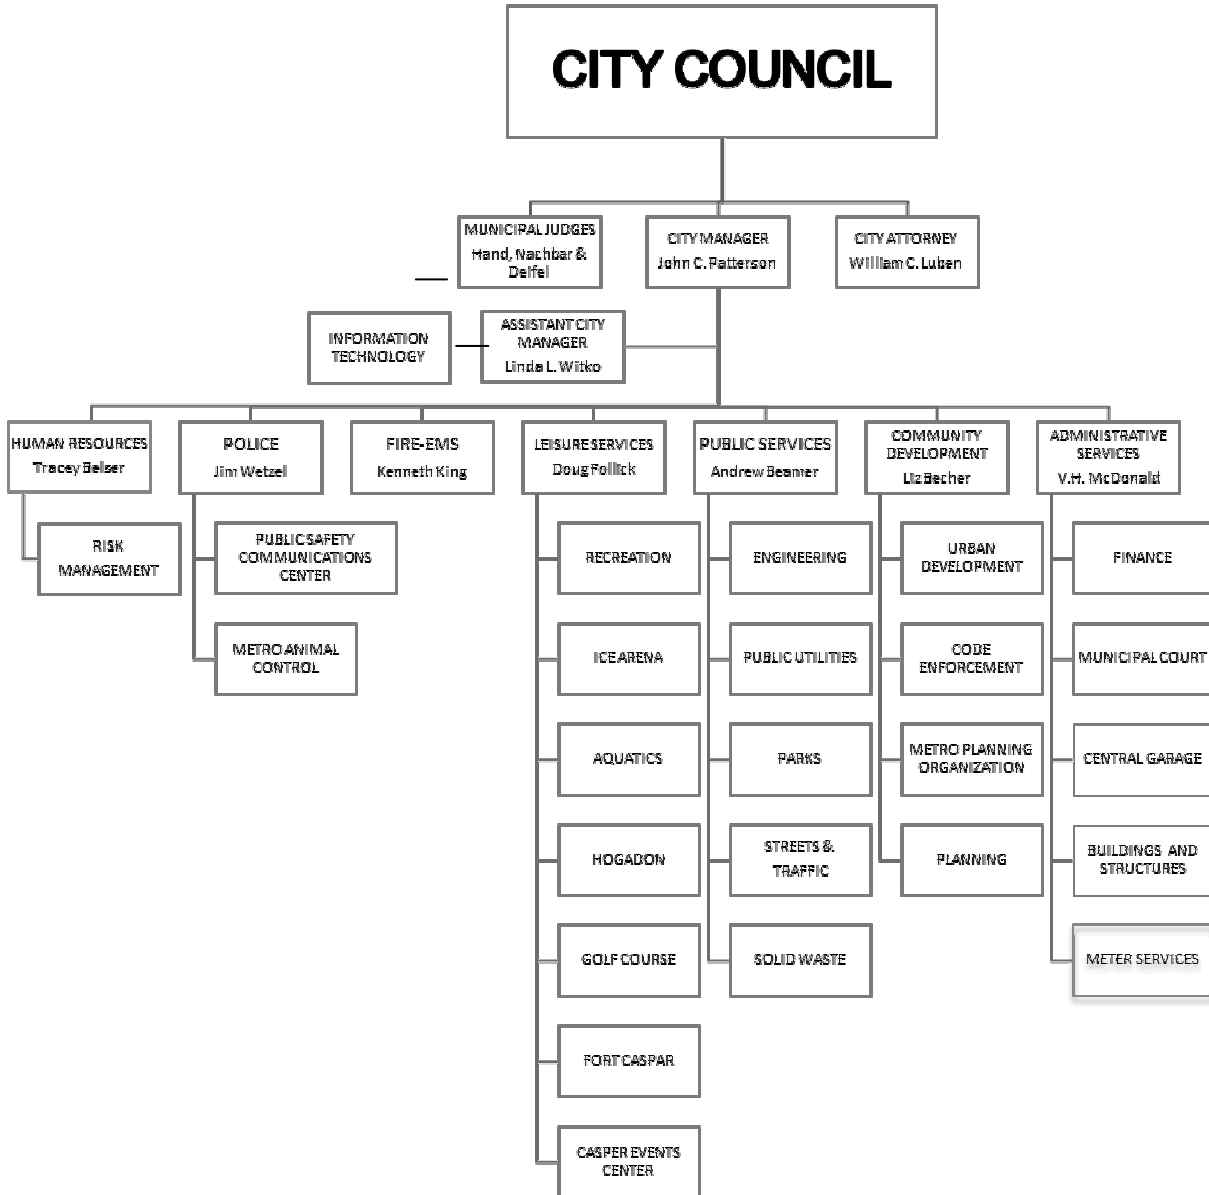 CITY COUNCIL
MUNICIPAL JUDGES
Hand, Nachbar &
Deifel
CITY MANAGER
John C. Patterson
CITY ATTORNEY
William C. Luben
INFORMATION
TECHNOLOGY
ASSISTANT CITY
MANAGER
Linda L. Witko
HUMAN RESOURCES
Tracey Belser
POLICE
Jim Wetzel
FIRE-EMS
Kenneth King
LEISURE SERVICES
Doug Follick
PUBLIC SERVICES
Andrew Beamer
COMMUNITY
DEVELOPMENT
Liz Becher
ADMINISTRATIVE
SERVICES
V.H. McDonald
RISK
MANAGEMENT
PUBLIC SAFETY
COMMUNICATIONS
CENTER
METRO ANIMAL
CONTROL
RECREATION
ICE ARENA
AQUATICS
HOGADON
GOLF COURSE
FORT CASPAR
CASPER EVENTS
CENTER
ENGINEERING
PUBLIC UTILITIES
PARKS
STREETS &
TRAFFIC
SOLID WASTE
URBAN
DEVELOPMENT
CODE
ENFORCEMENT
METRO PLANNING
ORGANIZATION
PLANNING
FINANCE
MUNICIPAL COURT
CENTRAL GARAGE
BUILDINGS AND
STRUCTURES
METER SERVICES